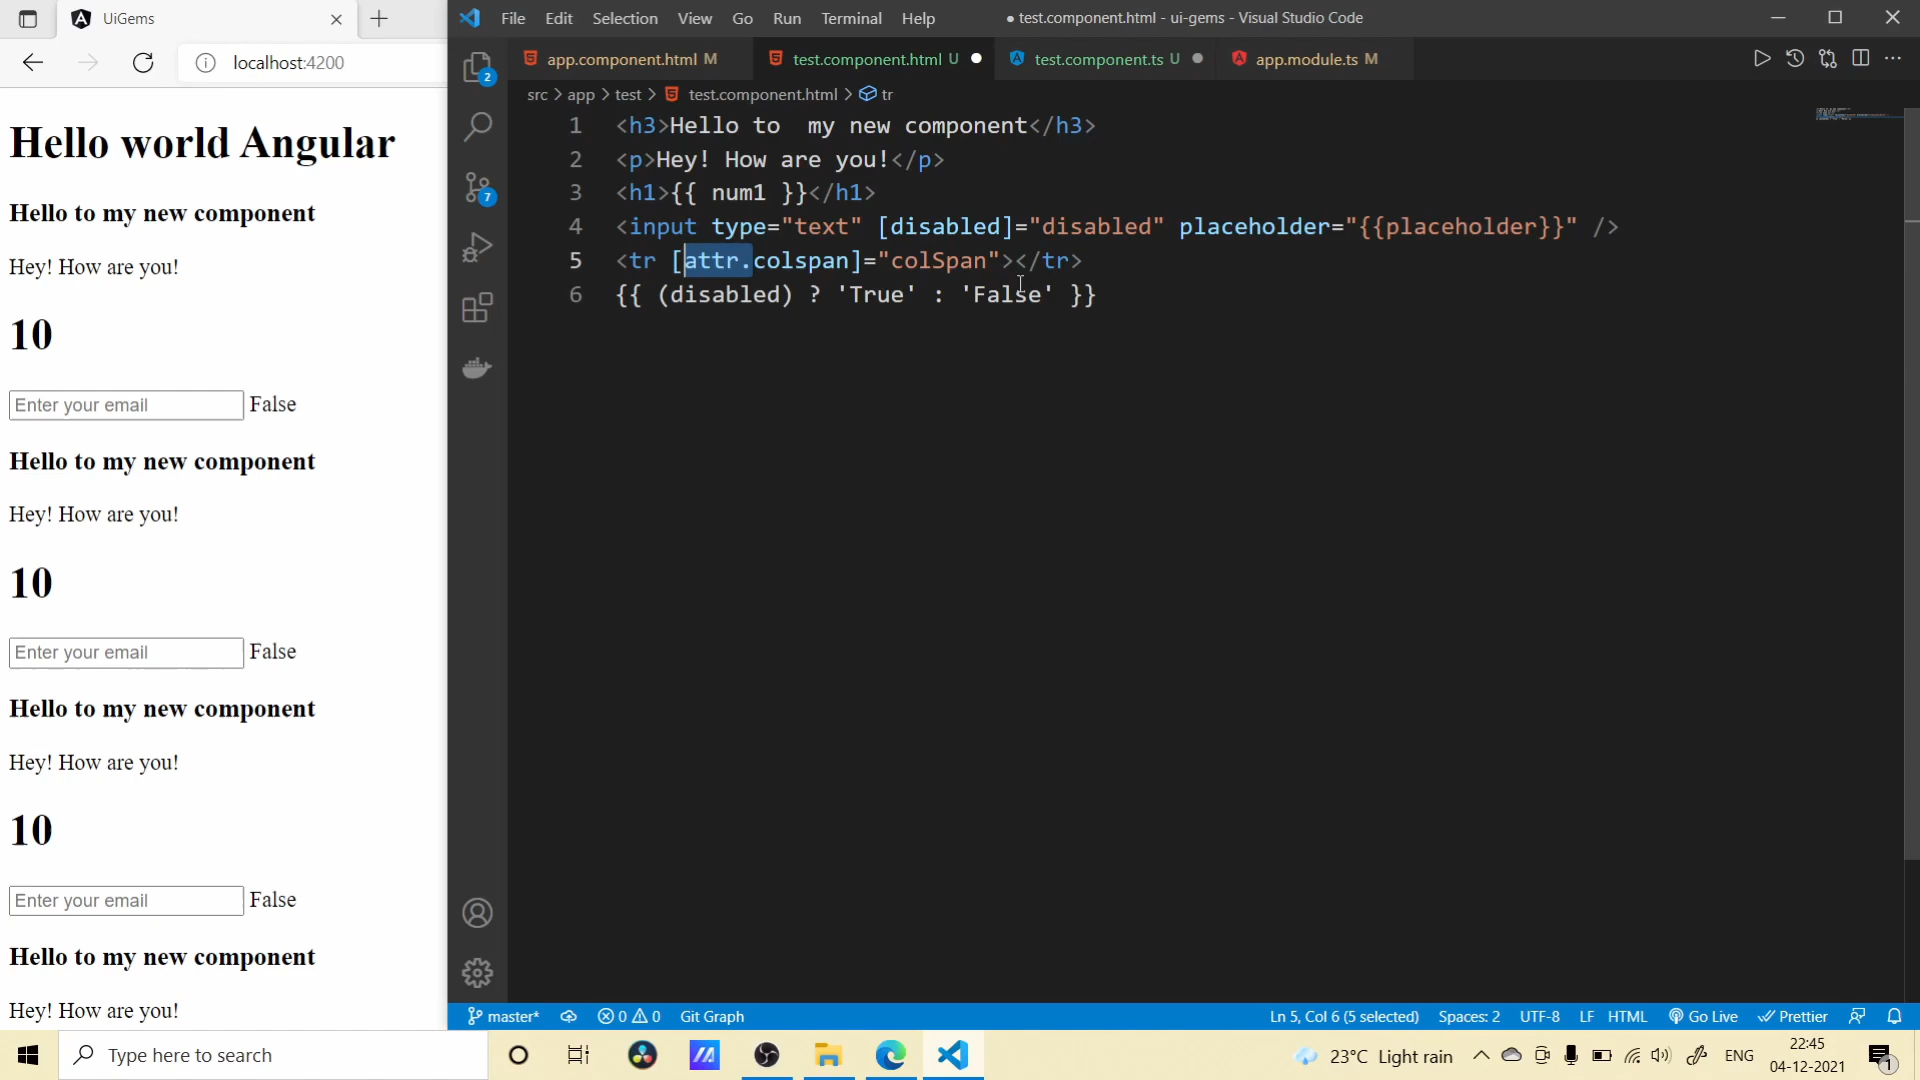 UiGems
localhost:4200
Hello world Angular
Hello to my new component
Hey! How are you!
10
Enter your email False
Hello to my new component
Hey! How are you!
10
Enter your email False
Hello to my new component
Hey! How are you!
10
Enter your email False
Hello to my new component
Hey! How are you!
File Edit Selection View Go Run Terminal Help
● test.component.html - ui-gems - Visual Studio Code
app.component.html M
test.component.html U
test.component.ts U
app.module.ts M
src > app > test > test.component.html > tr
2
7
1 <h3>Hello to  my new component</h3>
2 <p>Hey! How are you!</p>
3 <h1>{{ num1 }}</h1>
4 <input type="text" [disabled]="disabled" placeholder="{{placeholder}}" />
5 <tr [attr.colspan]="colSpan"></tr>
6 {{ (disabled) ? 'True' : 'False' }}
master* 0 0 Git Graph
Ln 5, Col 6 (5 selected) Spaces: 2 UTF-8 LF HTML Go Live Prettier
Type here to search
23°C Light rain
ENG
22:45
04-12-2021
1